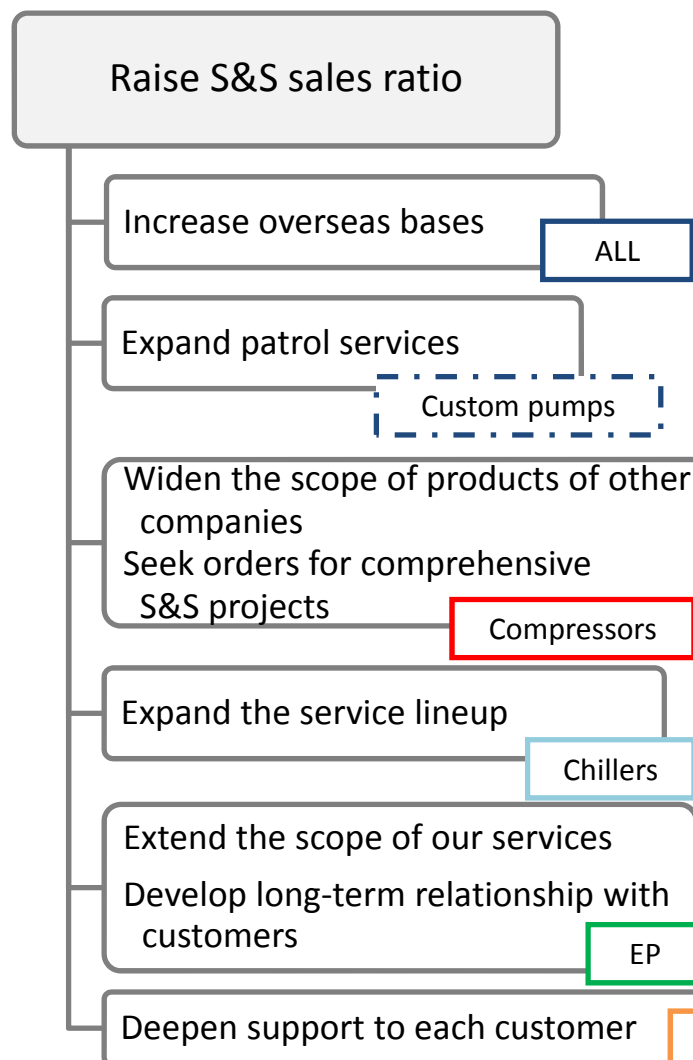 Raise S&S sales ratio
Increase overseas bases
ALL
Expand patrol services
Custom pumps
Widen the scope of products of other
companies
Seek orders for comprehensive
S&S projects
Compressors
Expand the service lineup
Chillers
Extend the scope of our services
Develop long-term relationship with
customers
EP
Deepen support to each customer